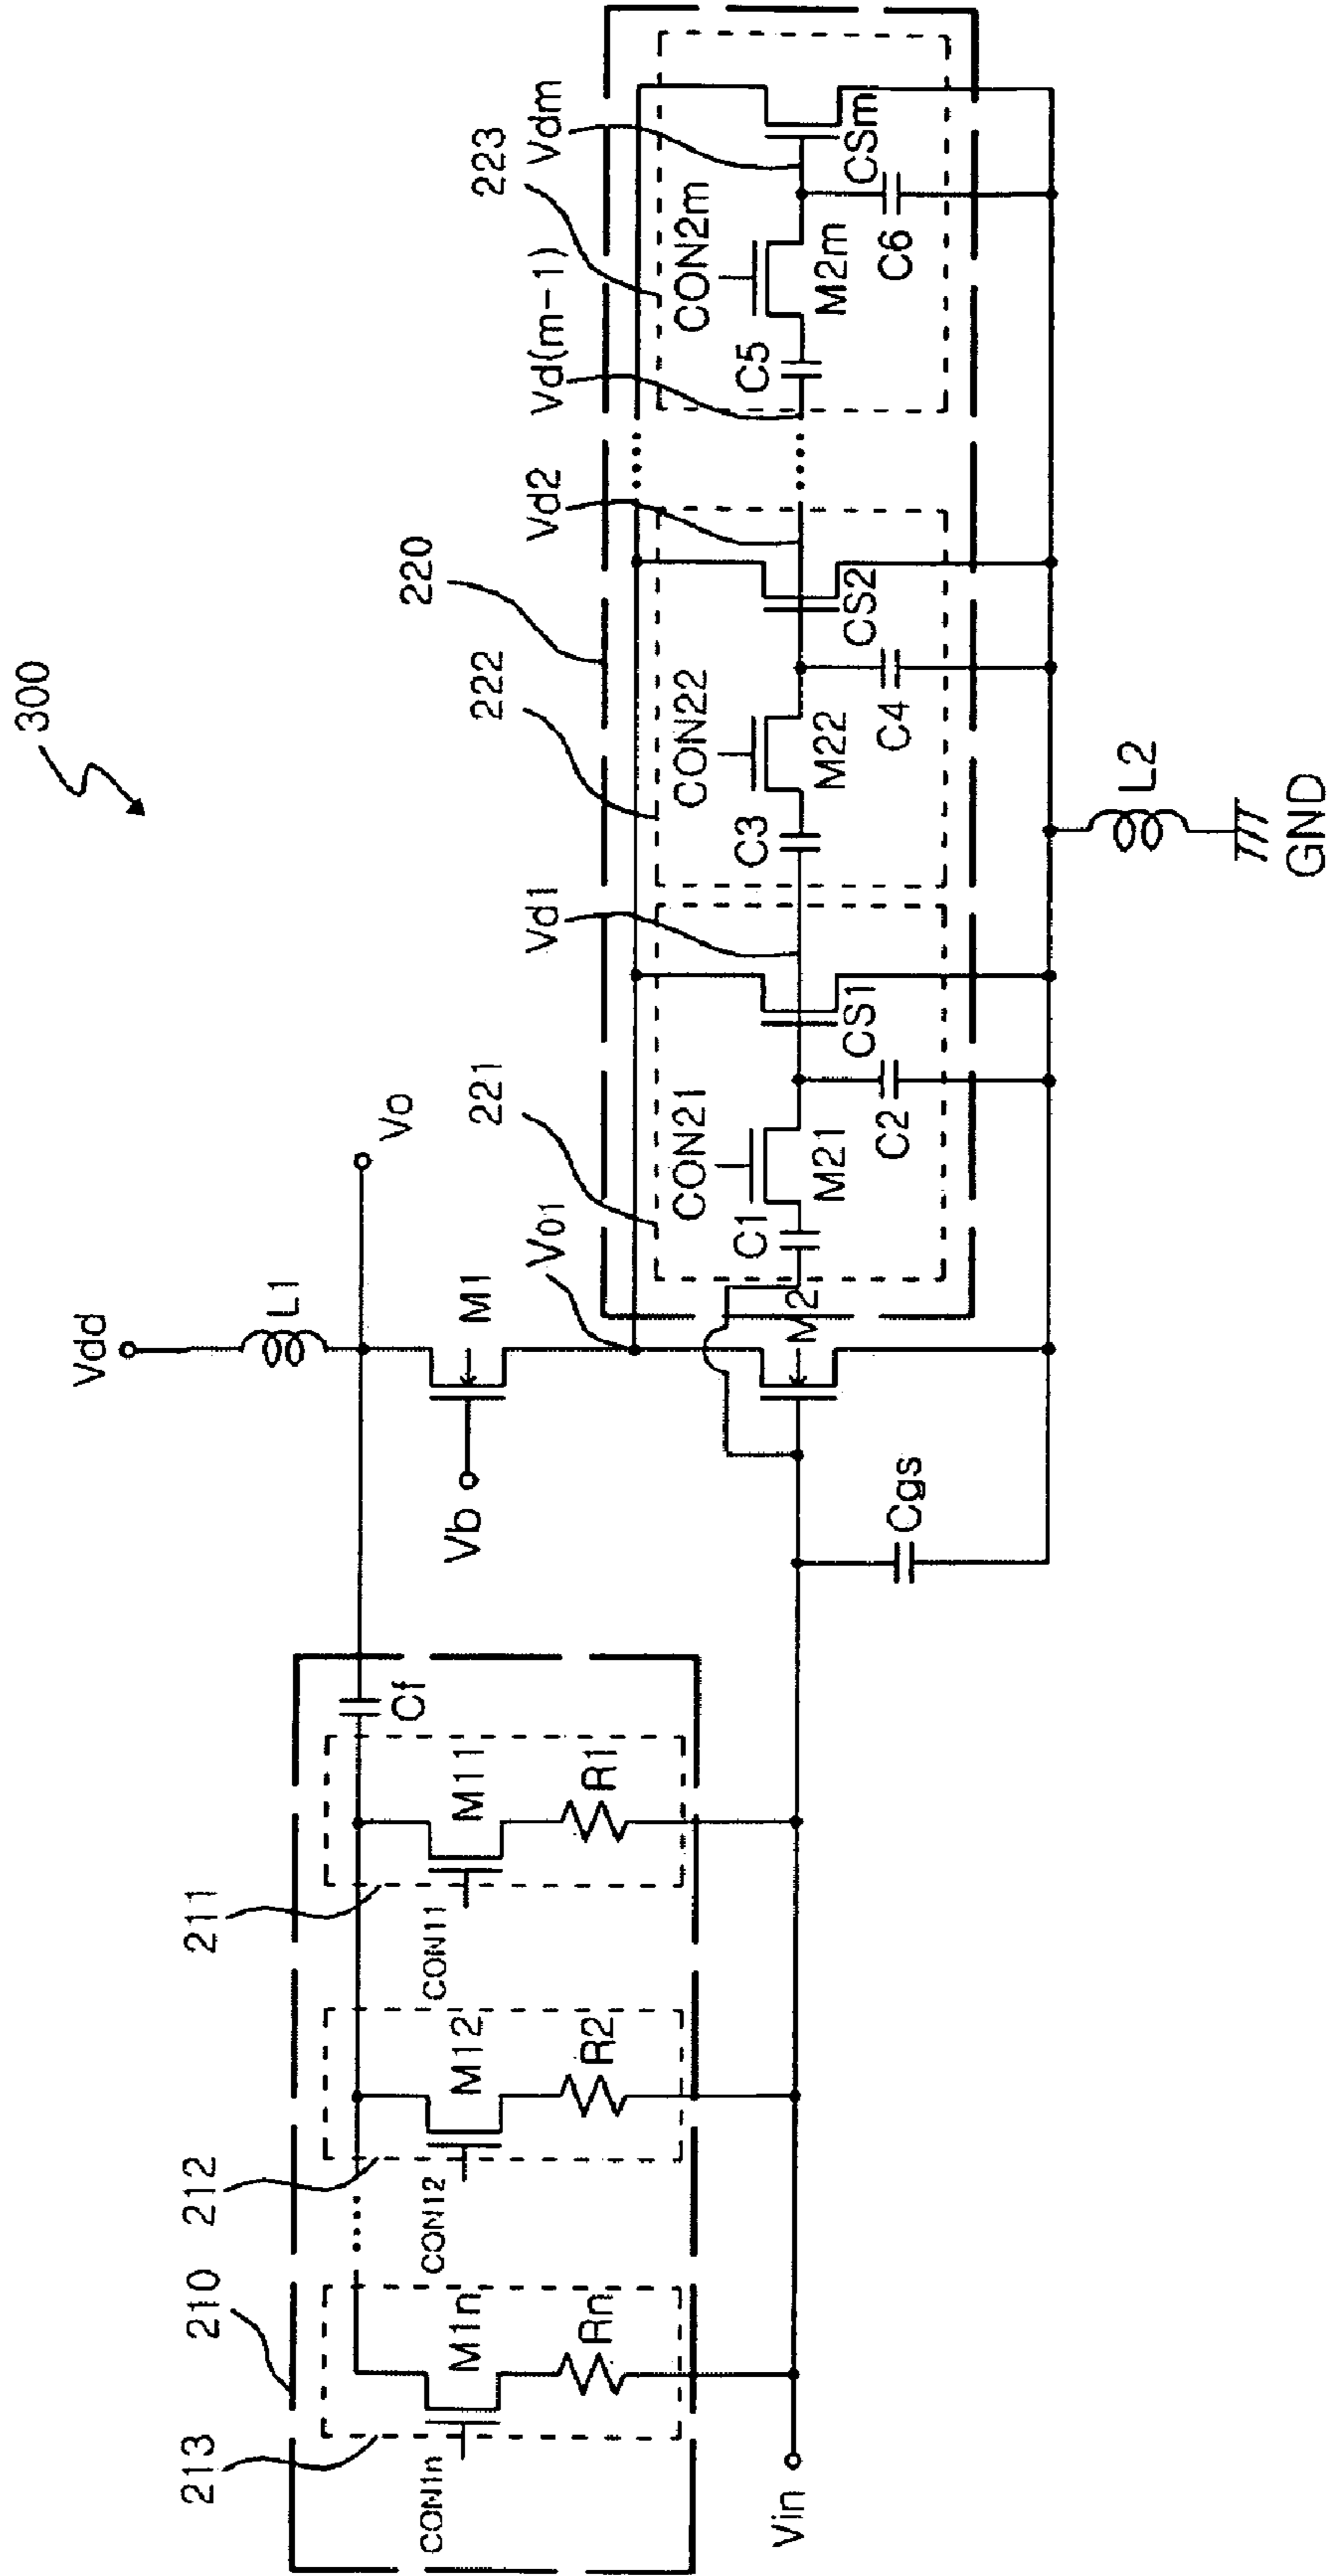 300
Vdd
L1
Vo
M1
Vb
Vo1
M2
Cgs
210
213
CON1n
M1n
Rn
212
CON12
M12
R2
211
CON11
M11
R1
Cf
Vin
220
221
CON21
C1
M21
C2
CS1
Vd1
222
CON22
C3
M22
C4
CS2
Vd2
Vd(m-1)
223
CON2m
C5
M2m
C6
CSm
Vdm
L2
GND